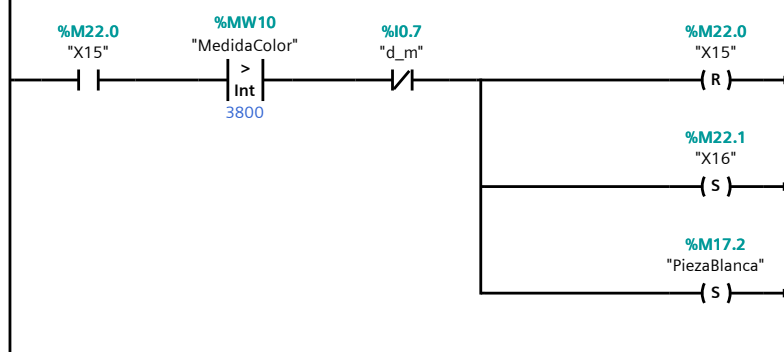 %M22.0
"X15"
%MW10
"MedidaColor"
>
Int
3800
%I0.7
"d_m"
%M22.0
"X15"
R
%M22.1
"X16"
S
%M17.2
"PiezaBlanca"
S